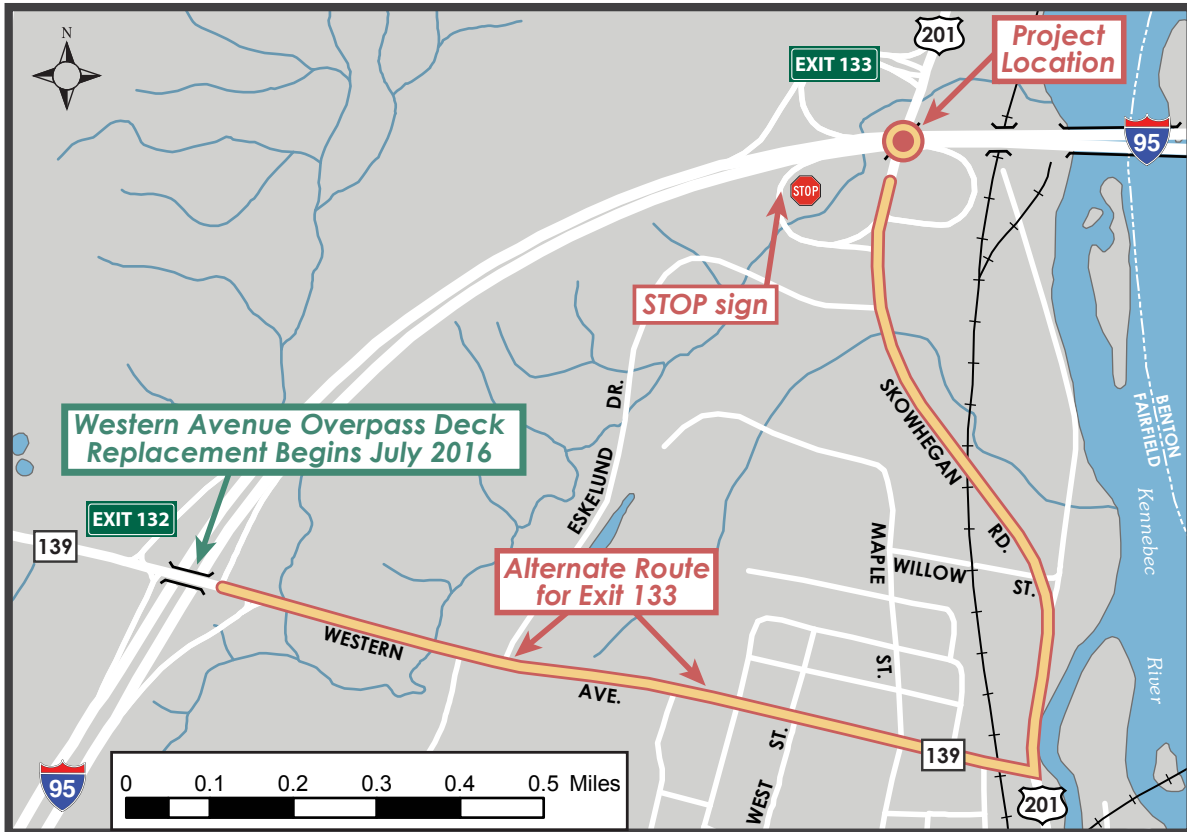 N
201
EXIT 133
Project
Location
95
STOP
STOP sign
BENTON
FAIRFIELD
Kennebec
River
SKOWHEGAN
RD.
ESKELUND
DR.
Western Avenue Overpass Deck
Replacement Begins July 2016
EXIT 132
139
Alternate Route
for Exit 133
MAPLE
ST.
WILLOW
ST.
WESTERN
AVE.
WEST
ST.
139
201
95
0 0.1 0.2 0.3 0.4 0.5 Miles